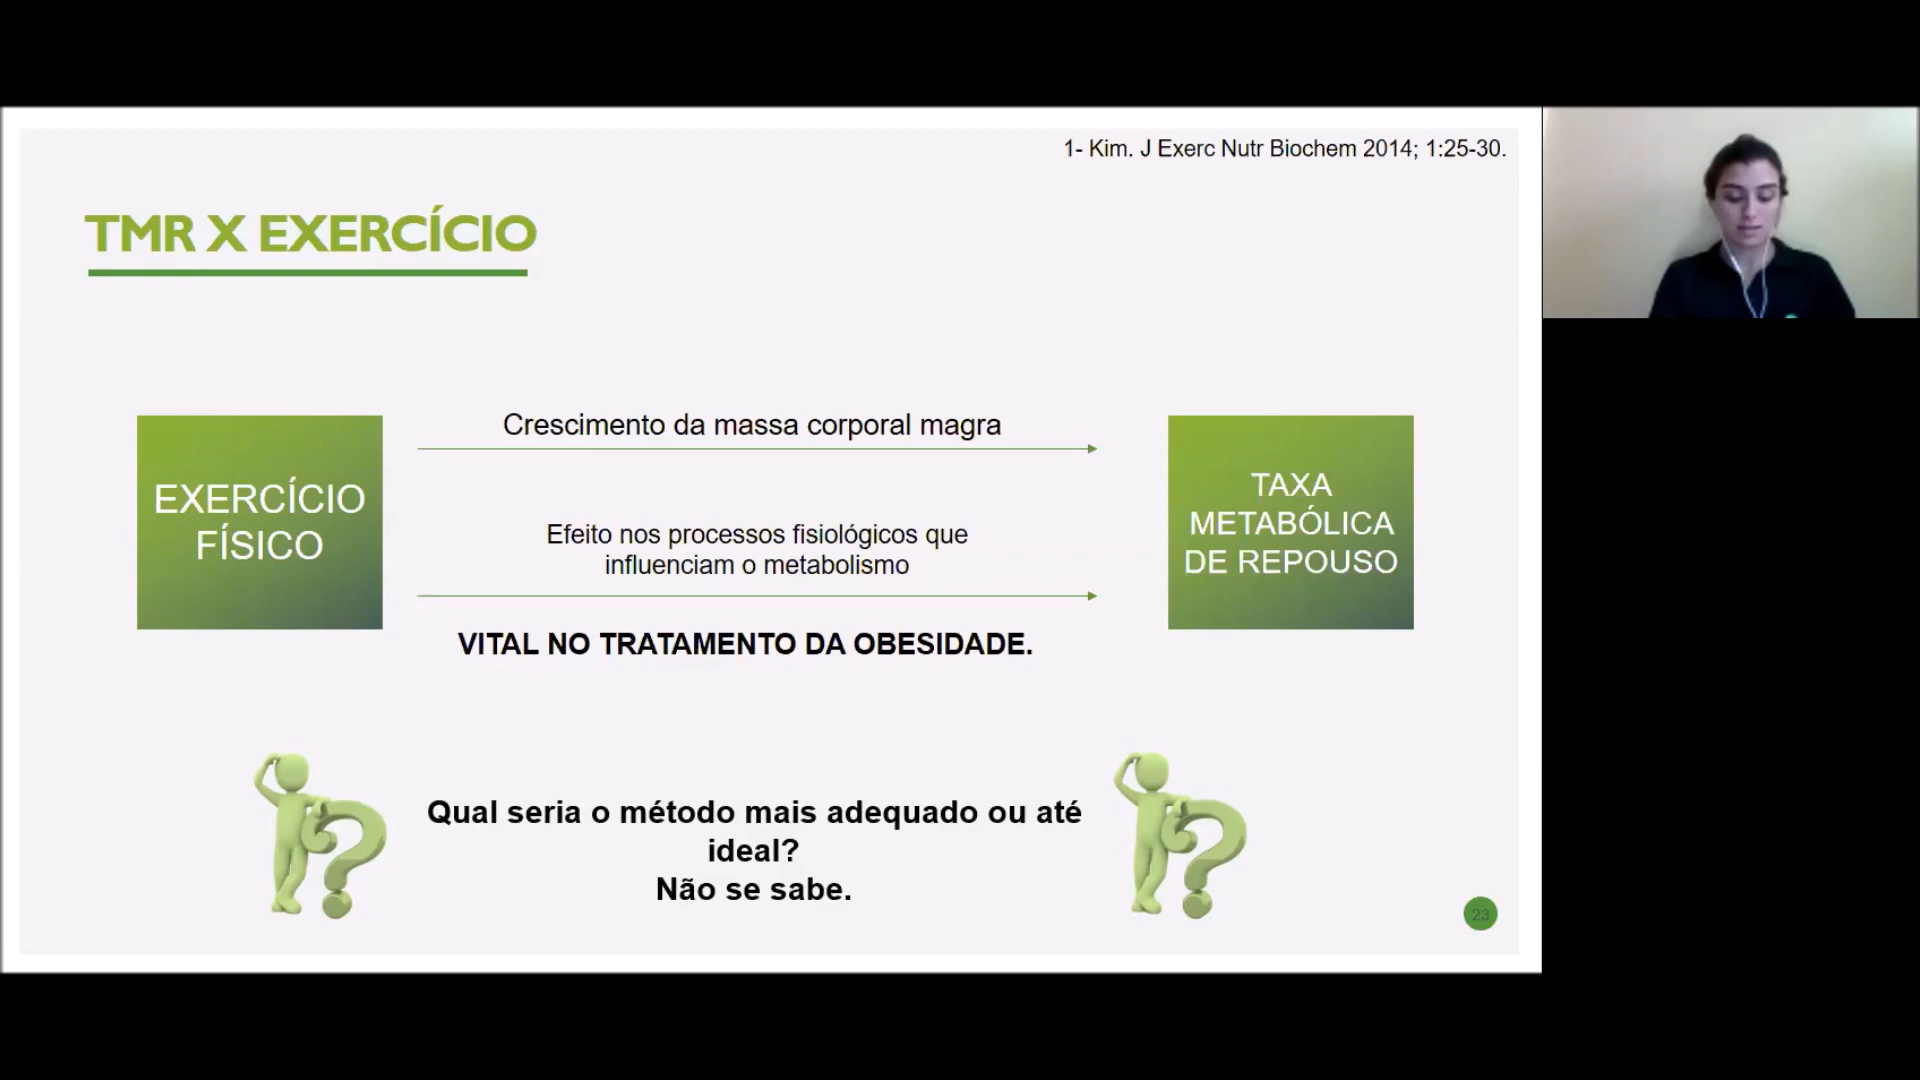 1- Kim. J Exerc Nutr Biochem 2014; 1:25-30.
TMR X EXERCÍCIO
EXERCÍCIO
FÍSICO
Crescimento da massa corporal magra
Efeito nos processos fisiológicos que
influenciam o metabolismo
VITAL NO TRATAMENTO DA OBESIDADE.
TAXA
METABÓLICA
DE REPOUSO
Qual seria o método mais adequado ou até
ideal?
Não se sabe.
23